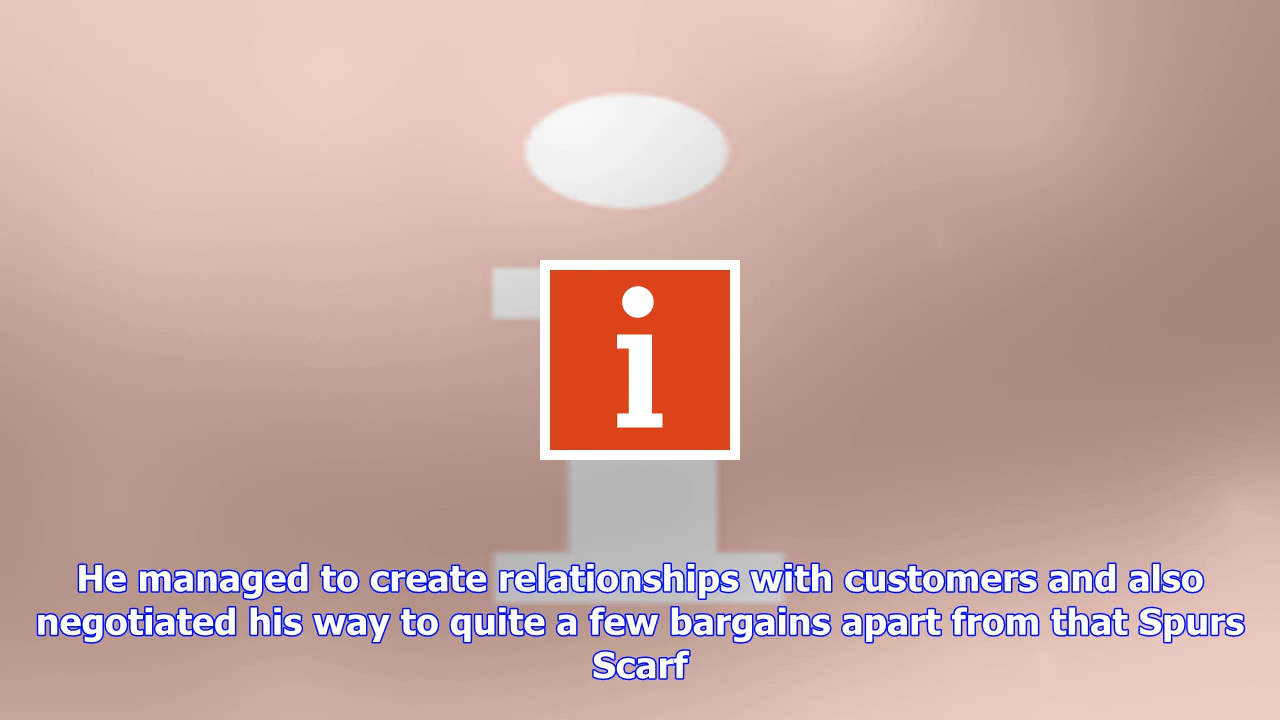 i
He managed to create relationships with customers and also
negotiated his way to quite a few bargains apart from that Spurs
Scarf